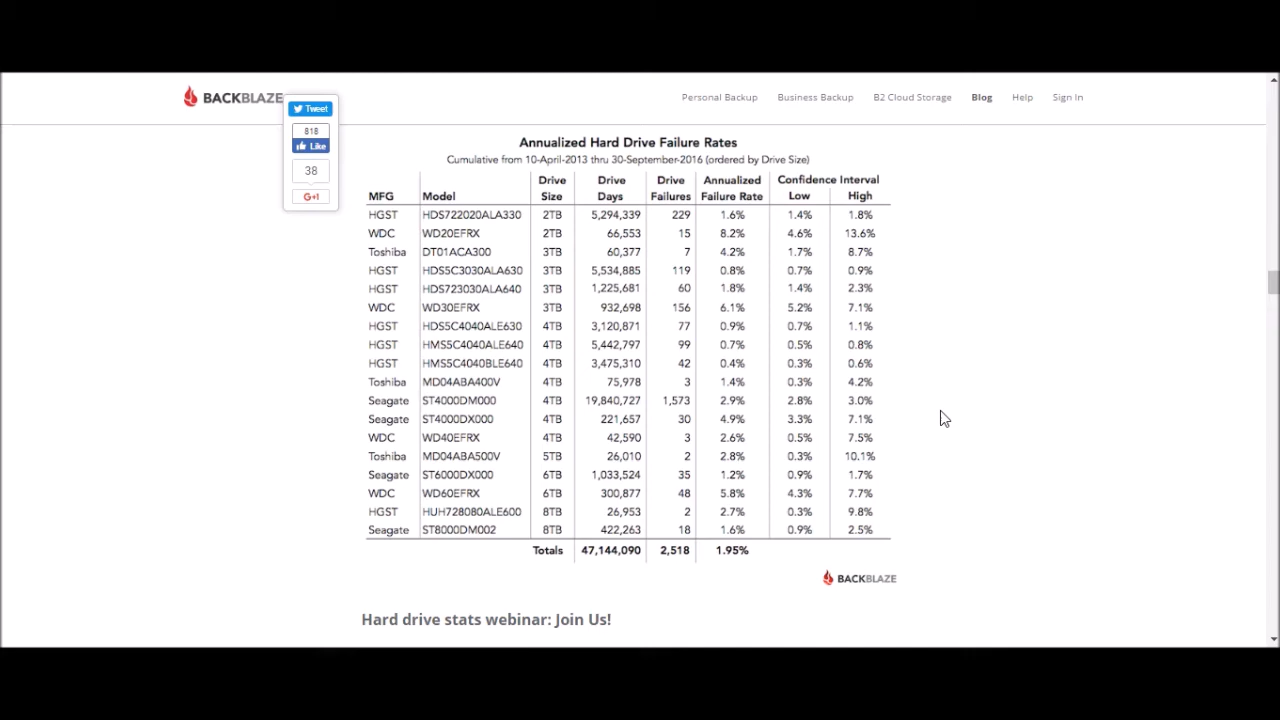 BACKBLAZE
Tweet
818
Like
38
G+1
Personal Backup Business Backup B2 Cloud Storage Blog Help Sign In
Annualized Hard Drive Failure Rates
Cumulative from 10-April-2013 thru 30-September-2016 (ordered by Drive Size)
MFG Model Drive Size Drive Days Drive Failures Annualized Failure Rate Confidence Interval Low High
HGST HDS722020ALA330 2TB 5,294,339 229 1.6% 1.4% 1.8%
WDC WD20EFRX 2TB 66,553 15 8.2% 4.6% 13.6%
Toshiba DT01ACA300 3TB 60,377 7 4.2% 1.7% 8.7%
HGST HDS5C3030ALA630 3TB 5,534,885 119 0.8% 0.7% 0.9%
HGST HDS723030ALA640 3TB 1,225,681 60 1.8% 1.4% 2.3%
WDC WD30EFRX 3TB 932,698 156 6.1% 5.2% 7.1%
HGST HDS5C4040ALE630 4TB 3,120,871 77 0.9% 0.7% 1.1%
HGST HMS5C4040ALE640 4TB 5,442,797 99 0.7% 0.5% 0.8%
HGST HMS5C4040BLE640 4TB 3,475,310 42 0.4% 0.3% 0.6%
Toshiba MD04ABA400V 4TB 75,978 3 1.4% 0.3% 4.2%
Seagate ST4000DM000 4TB 19,840,727 1,573 2.9% 2.8% 3.0%
Seagate ST4000DX000 4TB 221,657 30 4.9% 3.3% 7.1%
WDC WD40EFRX 4TB 42,590 3 2.6% 0.5% 7.5%
Toshiba MD04ABA500V 5TB 26,010 2 2.8% 0.3% 10.1%
Seagate ST6000DX000 6TB 1,033,524 35 1.2% 0.9% 1.7%
WDC WD60EFRX 6TB 300,877 48 5.8% 4.3% 7.7%
HGST HUH728080ALE600 8TB 26,953 2 2.7% 0.3% 9.8%
Seagate ST8000DM002 8TB 422,263 18 1.6% 0.9% 2.5%
Totals 47,144,090 2,518 1.95%
BACKBLAZE
Hard drive stats webinar: Join Us!